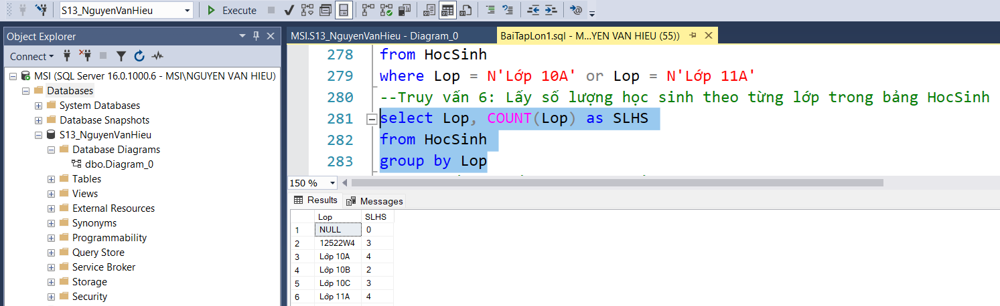 S13_NguyenVanHieu Execute
Object Explorer
Connect
MSI (SQL Server 16.0.1000.6 - MSI\NGUYEN VAN HIEU)
Databases
System Databases
Database Snapshots
S13_NguyenVanHieu
Database Diagrams
dbo.Diagram_0
Tables
Views
External Resources
Synonyms
Programmability
Query Store
Service Broker
Storage
Security
MSI.S13_NguyenVanHieu - Diagram_0 BaiTapLon1.sql - M...YEN VAN HIEU (55))
278 from HocSinh
279 where Lop = N'Lớp 10A' or Lop = N'Lớp 11A'
280 --Truy vấn 6: Lấy số lượng học sinh theo từng lớp trong bảng HocSinh
281 select Lop, COUNT(Lop) as SLHS
282 from HocSinh
283 group by Lop
150 %
Results Messages
Lop SLHS
1 NULL 0
2 12522W4 3
3 Lớp 10A 4
4 Lớp 10B 2
5 Lớp 10C 3
6 Lớp 11A 4